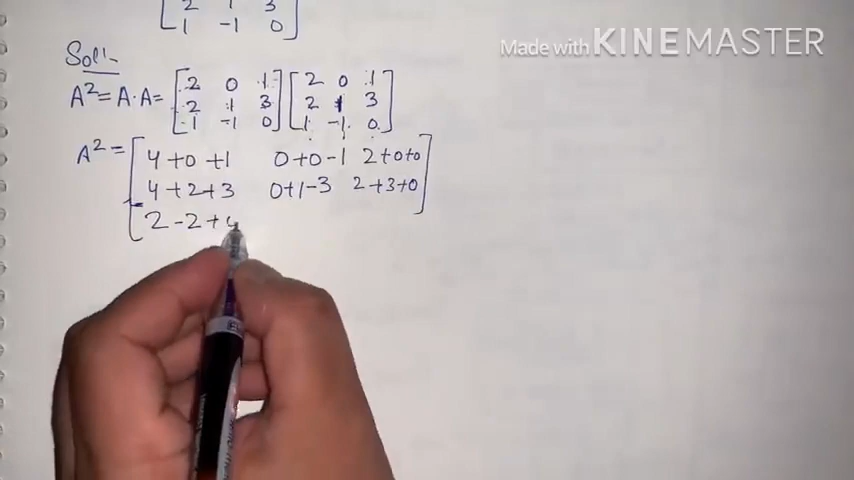 2 1 3
1 -1 0
Soln:-
Made with KINEMASTER
A² = A·A = [2 0 1] [2 0 1]
[2 1 3] [2 1 3]
[1 -1 0] [1 -1 0]
A² = [4+0+1 0+0-1 2+0+0]
[4+2+3 0+1-3 2+3+0]
[2-2+